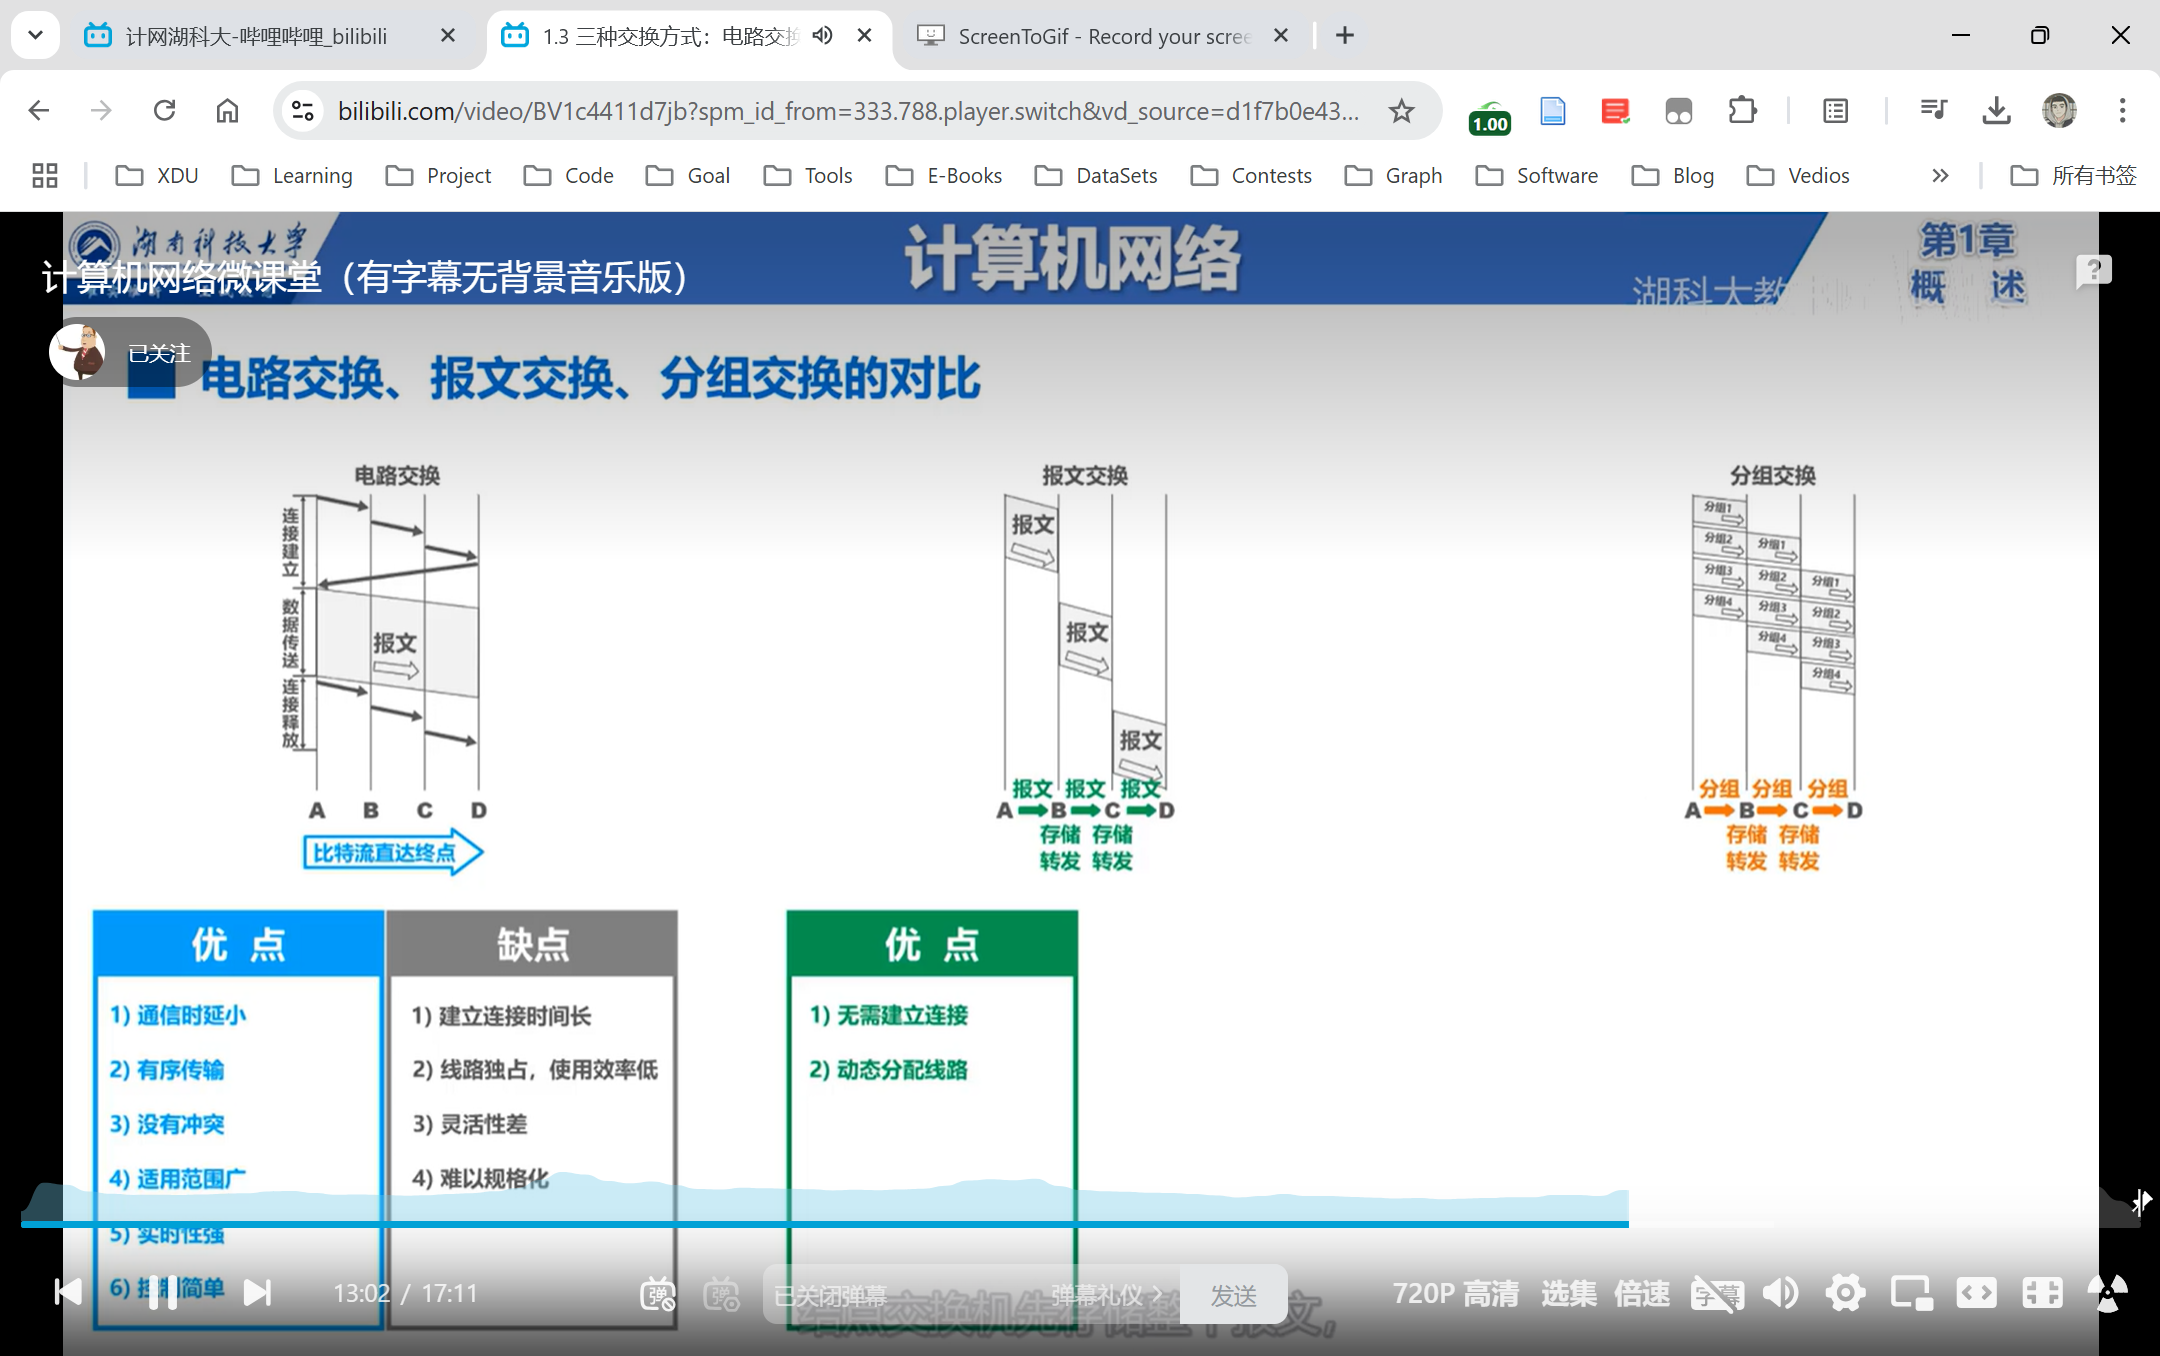 计网湖科大-哔哩哔哩_bilibili
1.3 三种交换方式：电路交换
ScreenToGif - Record your scree
bilibili.com/video/BV1c4411d7jb?spm_id_from=333.788.player.switch&vd_source=d1f7b0e43...
1.00
XDU
Learning
Project
Code
Goal
Tools
E-Books
DataSets
Contests
Graph
Software
Blog
Vedios
所有书签
湖南科技大学
计算机网络
第1章
概 述
计算机网络微课堂（有字幕无背景音乐版）
湖科大教
已关注
电路交换、报文交换、分组交换的对比
电路交换
连接建立
数据传送
连接释放
报文
A B C D
比特流直达终点
报文交换
报文
报文
报文
报文 报文 报文
A B C D
存储 存储
转发 转发
分组交换
分组1
分组2 分组1
分组3 分组2 分组1
分组4 分组3 分组2
分组4 分组3
分组4
分组 分组 分组
A B C D
存储 存储
转发 转发
优 点
1) 通信时延小
2) 有序传输
3) 没有冲突
4) 适用范围广
5) 实时性强
6) 控制简单
缺点
1) 建立连接时间长
2) 线路独占，使用效率低
3) 灵活性差
4) 难以规格化
优 点
1) 无需建立连接
2) 动态分配线路
结点交换机先存储整个报文，
13:02 / 17:11
弹
弹
已关闭弹幕
弹幕礼仪
发送
720P 高清
选集
倍速
字幕